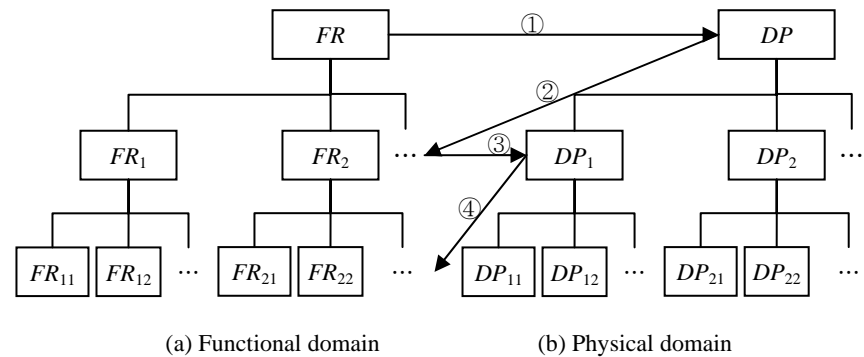 FR ① DP
②
FR₁ FR₂ … ③ DP₁ DP₂ …
④
FR₁₁ FR₁₂ … FR₂₁ FR₂₂ … DP₁₁ DP₁₂ … DP₂₁ DP₂₂ …
(a) Functional domain (b) Physical domain